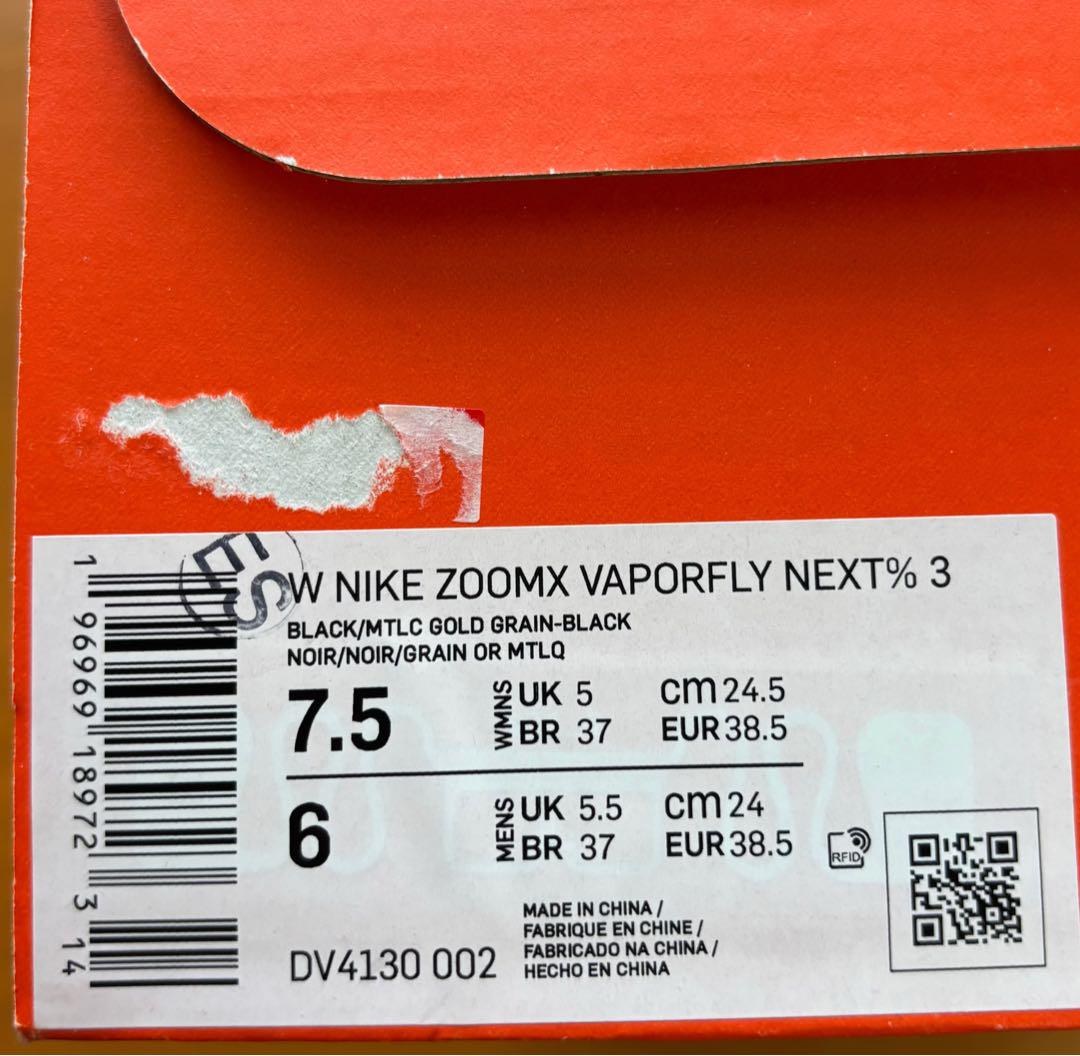 ES
W NIKE ZOOMX VAPORFLY NEXT% 3
BLACK/MTLC GOLD GRAIN-BLACK
NOIR/NOIR/GRAIN OR MTLQ
7.5 WMNS UK 5 cm 24.5
BR 37 EUR 38.5
6 MENS UK 5.5 cm 24
BR 37 EUR 38.5
RFID
MADE IN CHINA /
FABRIQUE EN CHINE /
FABRICADO NA CHINA /
HECHO EN CHINA
DV4130 002
1 96969 18972 3 14